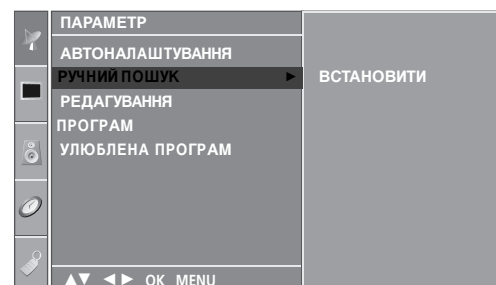 ПАРАМЕТР
АВТОНАЛАШТУВАННЯ
РУЧНИЙ ПОШУК ►
ВСТАНОВИТИ
РЕДАГУВАННЯ
ПРОГРАМ
УЛЮБЛЕНА ПРОГРАМ
▲▼ ◄► OK MENU